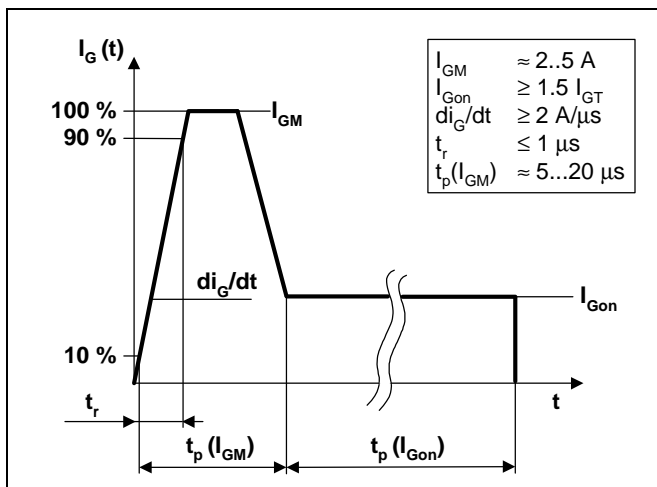 I_G (t)
100 %
90 %
10 %
I_GM
di_G/dt
I_Gon
t
t_r
t_p (I_GM)
t_p (I_Gon)
I_GM ≈ 2..5 A
I_Gon ≥ 1.5 I_GT
di_G/dt ≥ 2 A/μs
t_r ≤ 1 μs
t_p(I_GM) ≈ 5...20 μs